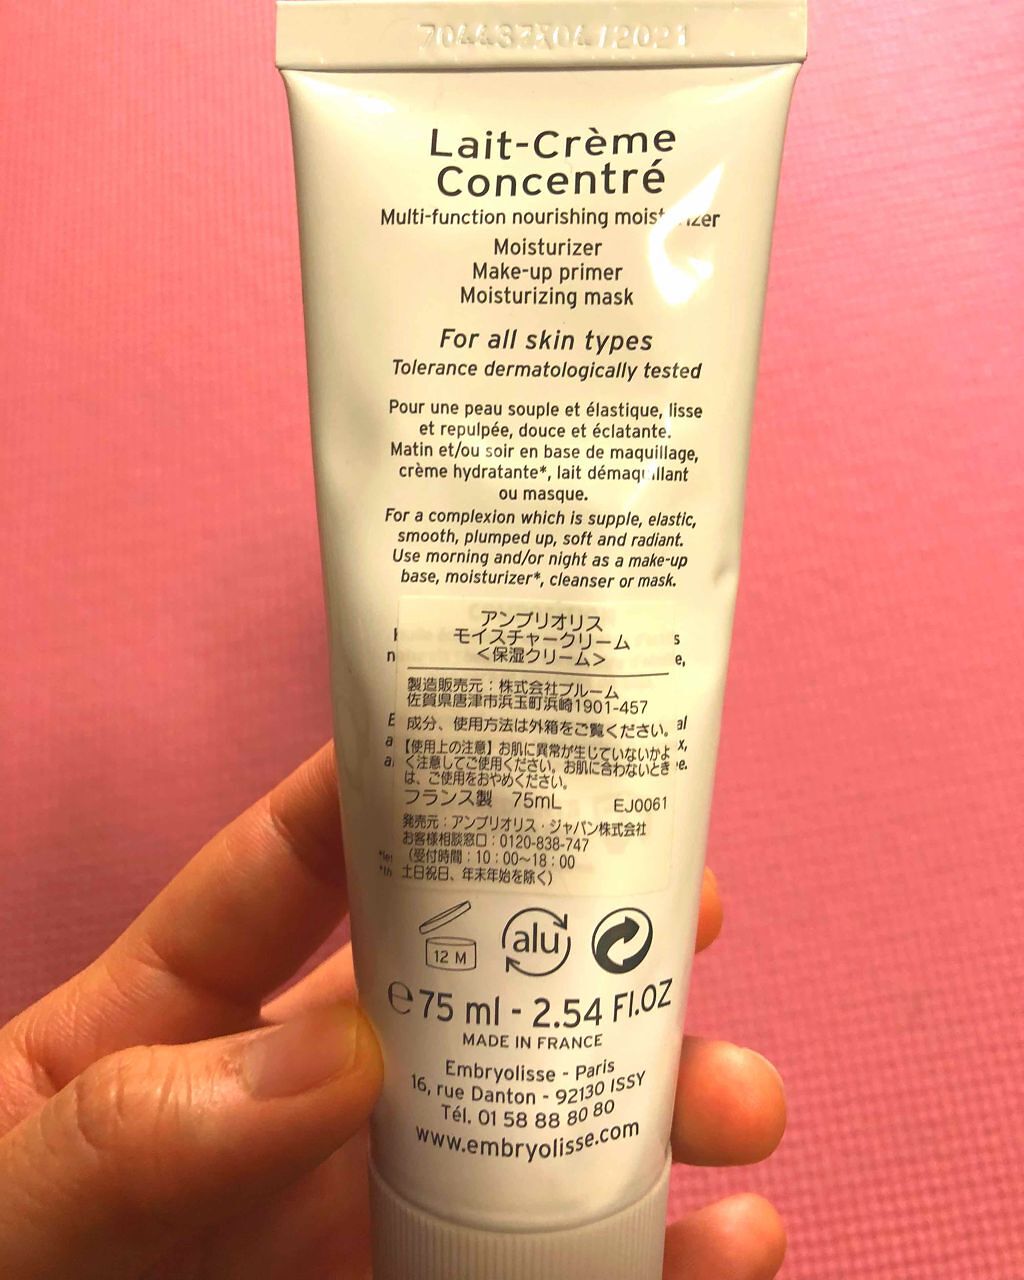 04/2021
Lait-Crème
Concentré
Multi-function nourishing
Moisturizer
Make-up primer
Moisturizing mask
For all skin types
Tolerance dermatologically tested
Pour une peau souple et élastique, lisse
et repulpée, douce et éclatante.
Matin et/ou soir en base de maquillage,
crème hydratante*, lait démaquillant
ou masque.
For a complexion which is supple, elastic,
smooth, plumped up, soft and radiant.
Use morning and/or night as a make-up
base, moisturizer*, cleanser or mask.
アンブリオリス
モイスチャークリーム
<保湿クリーム>
製造販売元:株式会社ブルーム
佐賀県唐津市浜玉町浜崎1901-457
成分、使用方法は外箱をご覧ください。
【使用上の注意】お肌に異常が生じていないかよ
く注意してご使用ください。お肌に合わないとき
は、ご使用をおやめください。
フランス製 75mL EJ0061
発売元:アンブリオリス・ジャパン株式会社
お客様相談窓口:0120-838-747
(受付時間:10:00~18:00
土日祝日、年末年始を除く)
12 M
alu
e 75 ml - 2.54 Fl.OZ
MADE IN FRANCE
Embryolisse - Paris
16, rue Danton - 92130 ISSY
Tél. 01 58 88 80 80
www.embryolisse.com